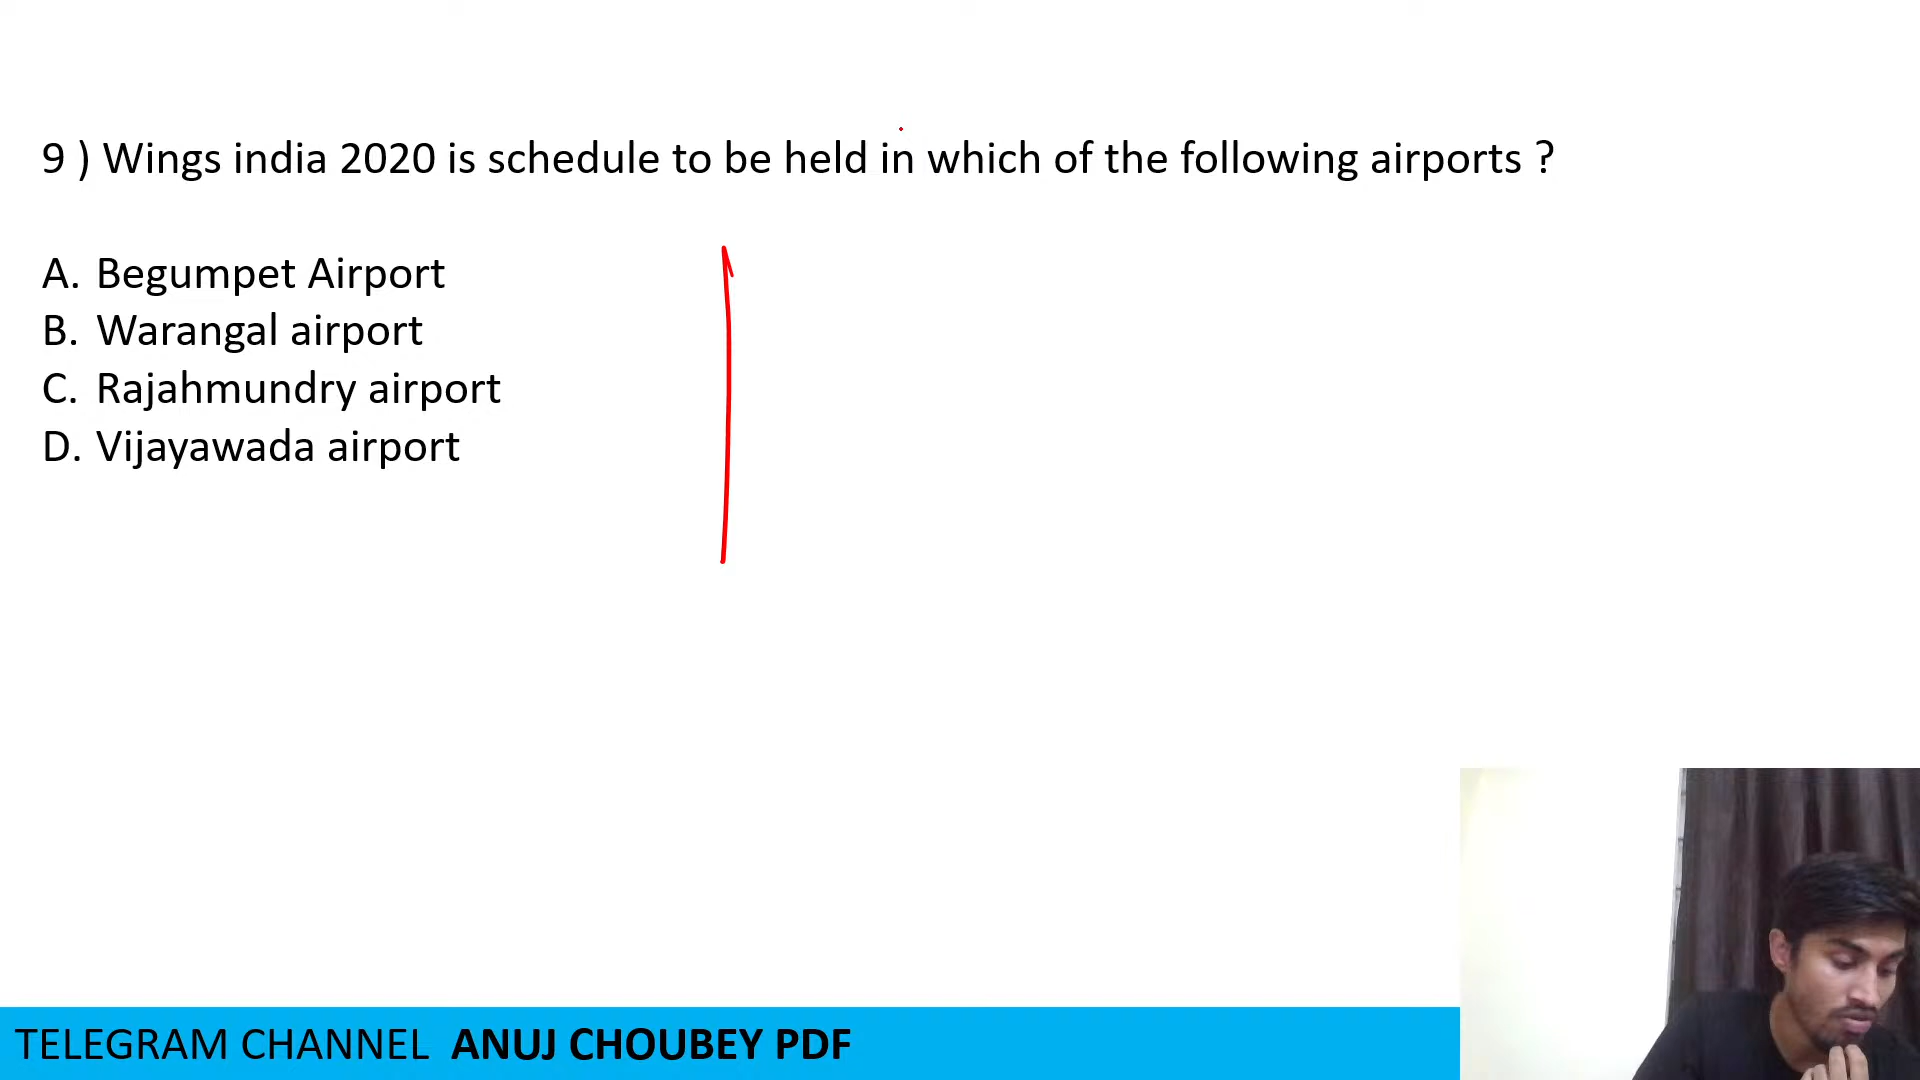 9 ) Wings india 2020 is schedule to be held in which of the following airports ?
A. Begumpet Airport
B. Warangal airport
C. Rajahmundry airport
D. Vijayawada airport
TELEGRAM CHANNEL ANUJ CHOUBEY PDF